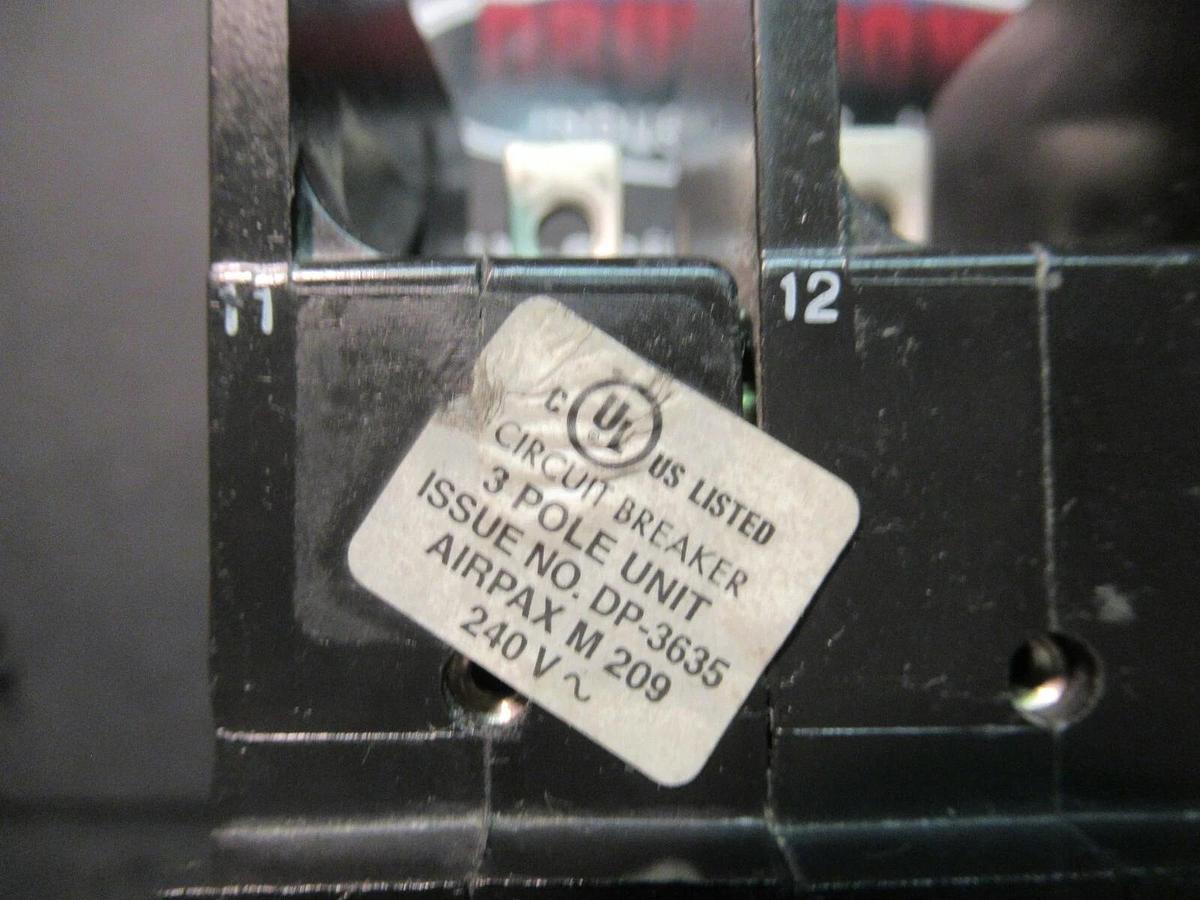 11
12
C UL US LISTED
CIRCUIT BREAKER
3 POLE UNIT
ISSUE NO. DP-3635
AIRPAX M 209
240 V ~